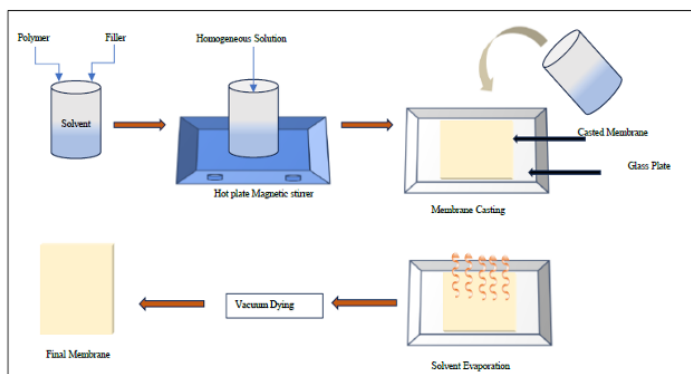 Polymer
Filler
Homogeneous Solution
Solvent
Casted Membrane
Glass Plate
Hot plate Magnetic stirrer
Membrane Casting
Vacuum Dying
Final Membrane
Solvent Evaporation